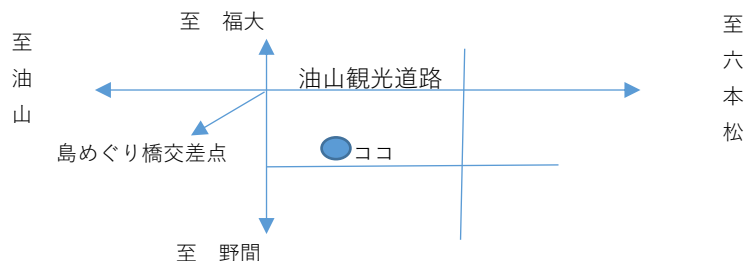 至　福大
至油山
油山観光道路
至六本松
島めぐり橋交差点
ココ
至　野間